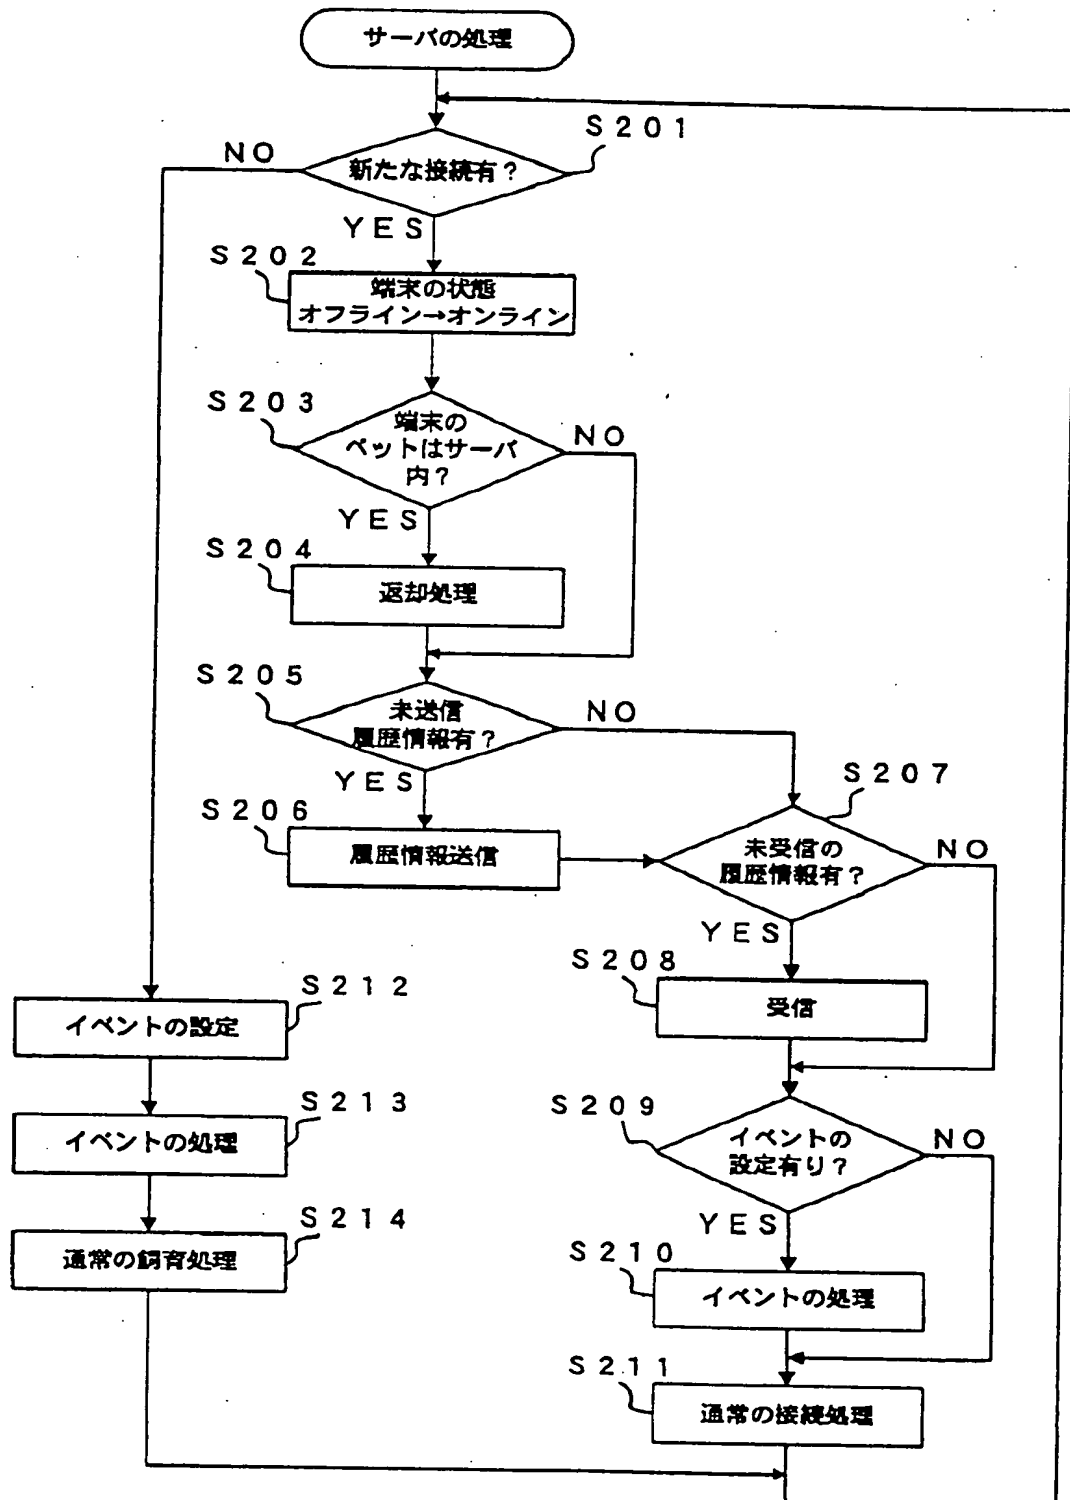 サーバの処理
S201
新たな接続有?
NO
YES
S202
端末の状態
オフライン→オンライン
S203
端末の
ペットはサーバ
内?
NO
YES
S204
返却処理
S205
未送信
履歴情報有?
NO
YES
S206
履歴情報送信
S207
未受信の
履歴情報有?
NO
YES
S208
受信
S209
イベントの
設定有り?
NO
YES
S210
イベントの処理
S211
通常の接続処理
S212
イベントの設定
S213
イベントの処理
S214
通常の飼育処理